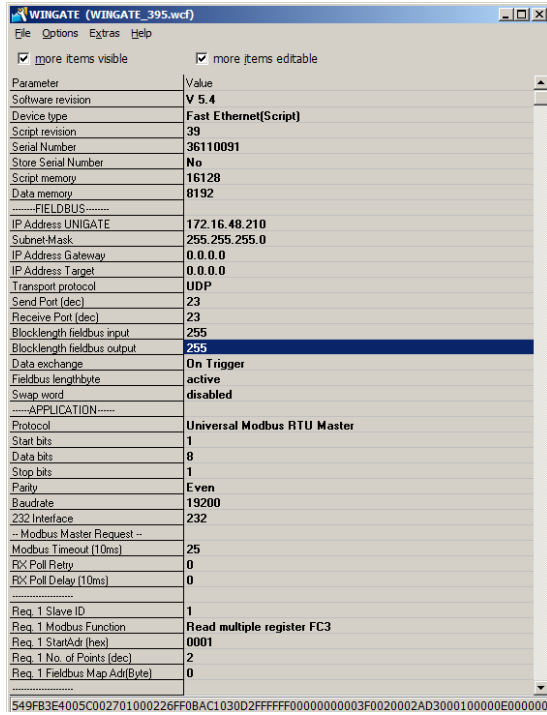 WINGATE (WINGATE_395.wcf)
File Options Extras Help
more items visible more items editable
Parameter Value
Software revision V 5.4
Device type Fast Ethernet(Script)
Script revision 39
Serial Number 36110091
Store Serial Number No
Script memory 16128
Data memory 8192
--------FIELDBUS--------
IP Address UNIGATE 172.16.48.210
Subnet-Mask 255.255.255.0
IP Address Gateway 0.0.0.0
IP Address Target 0.0.0.0
Transport protocol UDP
Send Port (dec) 23
Receive Port (dec) 23
Blocklength fieldbus input 255
Blocklength fieldbus output 255
Data exchange On Trigger
Fieldbus lengthbyte active
Swap word disabled
------APPLICATION------
Protocol Universal Modbus RTU Master
Start bits 1
Data bits 8
Stop bits 1
Parity Even
Baudrate 19200
232 Interface 232
-- Modbus Master Request --
Modbus Timeout (10ms) 25
RX Poll Retry 0
RX Poll Delay (10ms) 0
---------------------
Req. 1 Slave ID 1
Req. 1 Modbus Function Read multiple register FC3
Req. 1 StartAdr (hex) 0001
Req. 1 No. of Points (dec) 2
Req. 1 Fieldbus Map Adr(Byte) 0
---------------------
549FB3E4005C002701000226FF0BAC1030D2FFFFFF00000000003F0020002AD3000100000E000000